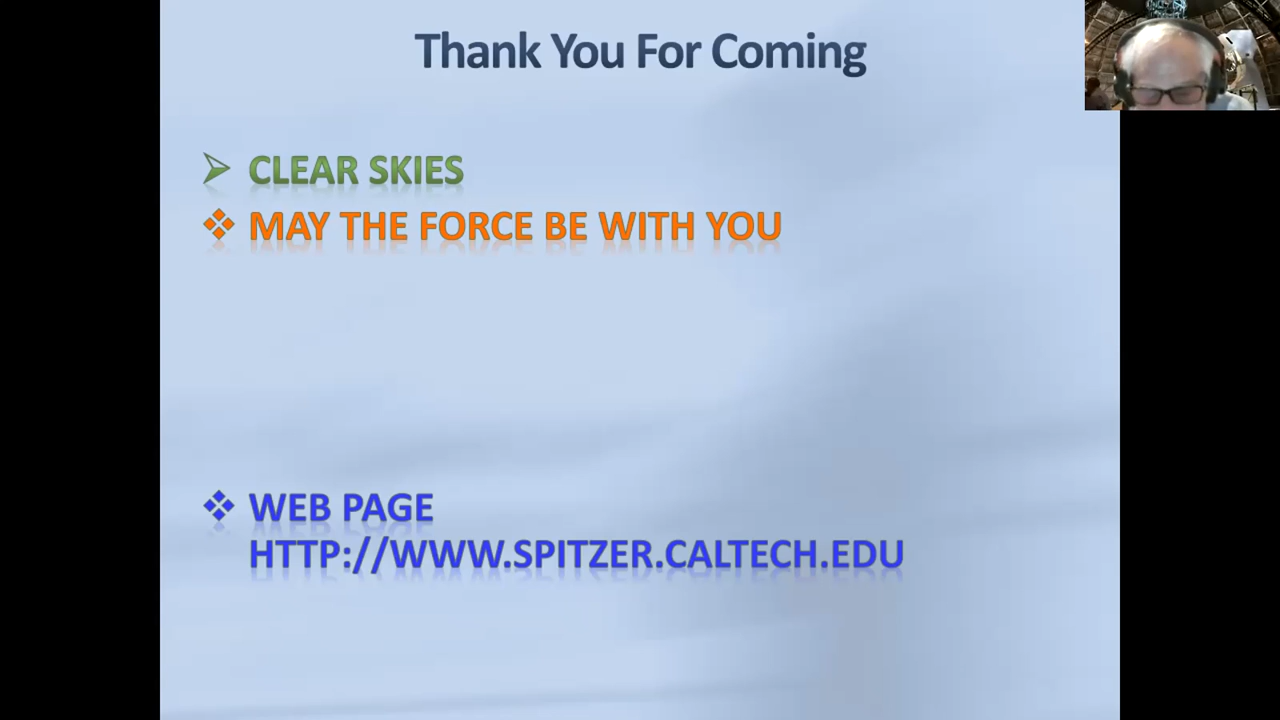 Thank You For Coming
CLEAR SKIES
MAY THE FORCE BE WITH YOU
WEB PAGE
HTTP://WWW.SPITZER.CALTECH.EDU